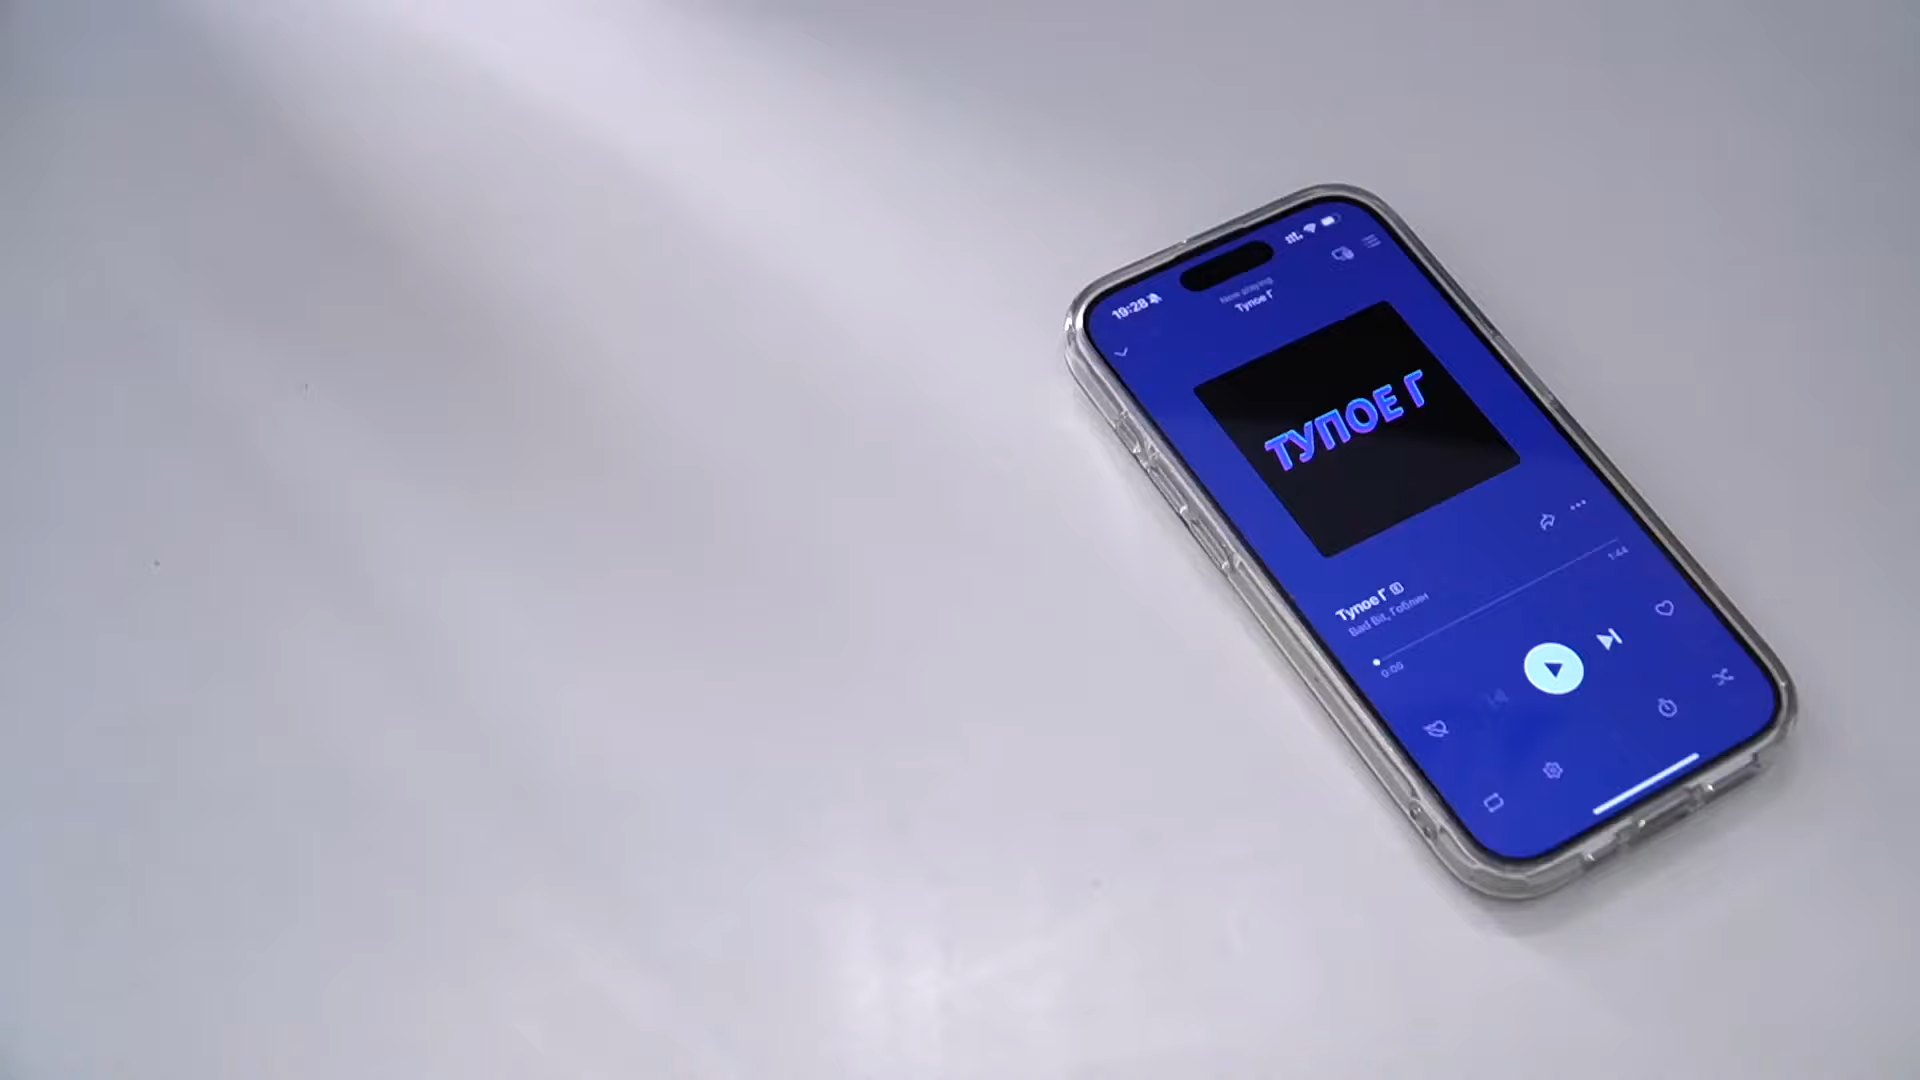 19:28
Now playing
Тупое Г
ТУПОЕ Г
1:44
Тупое Г E
Bad Bit, Гоблин
0:00